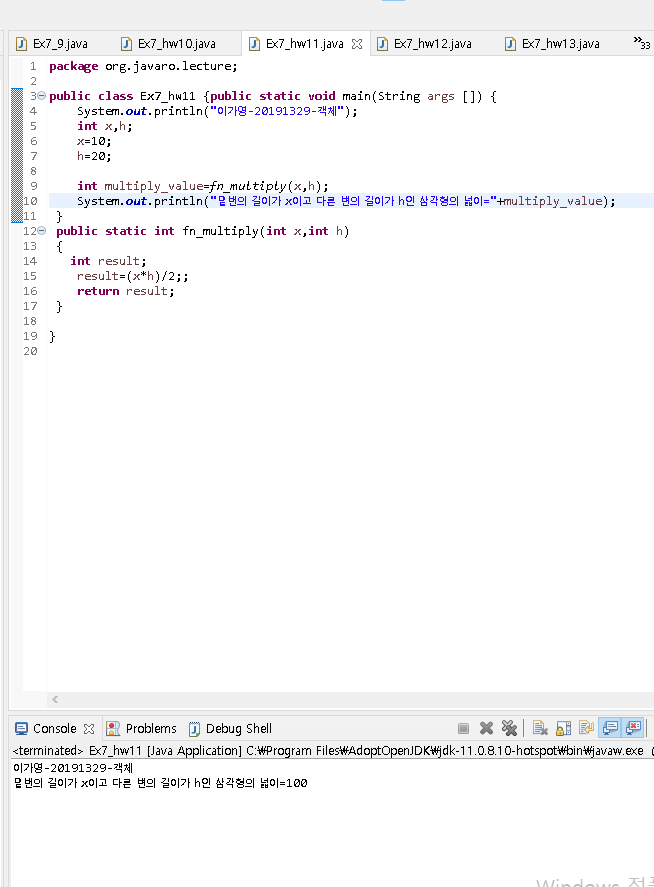 Ex7_9.java Ex7_hw10.java Ex7_hw11.java Ex7_hw12.java Ex7_hw13.java »33
1 package org.javaro.lecture;
2
3 public class Ex7_hw11 {public static void main(String args []) {
4 System.out.println("이가영-20191329-객체");
5 int x,h;
6 x=10;
7 h=20;
8
9 int multiply_value=fn_multiply(x,h);
10 System.out.println("밑변의 길이가 x이고 다른 변의 길이가 h인 삼각형의 넓이="+multiply_value);
11 }
12 public static int fn_multiply(int x,int h)
13 {
14 int result;
15 result=(x*h)/2;;
16 return result;
17 }
18
19 }
20
Console Problems Debug Shell
<terminated> Ex7_hw11 [Java Application] C:₩Program Files₩AdoptOpenJDK₩jdk-11.0.8.10-hotspot₩bin₩javaw.exe (
이가영-20191329-객체
밑변의 길이가 x이고 다른 변의 길이가 h인 삼각형의 넓이=100
Windows